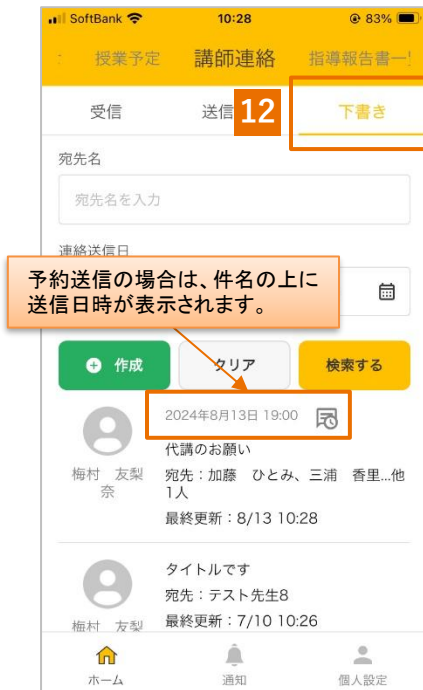 SoftBank 10:28 83%
授業予定 講師連絡 指導報告書一
受信 送信 12 下書き
宛先名
宛先名を入力
連絡送信日
予約送信の場合は、件名の上に
送信日時が表示されます。
作成 クリア 検索する
2024年8月13日 19:00
代講のお願い
梅村 友梨
奈
宛先：加藤 ひとみ、三浦 香里...他
1人
最終更新：8/13 10:28
タイトルです
宛先：テスト先生8
梅村 友梨
最終更新：7/10 10:26
ホーム 通知 個人設定